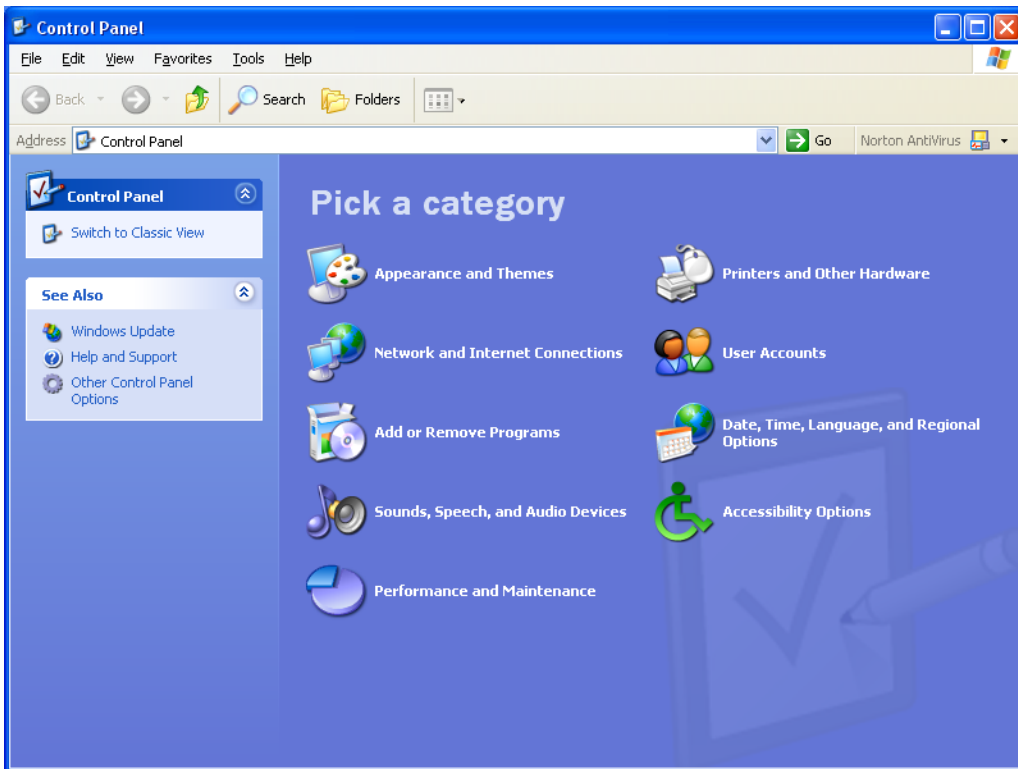 Control Panel
File Edit View Favorites Tools Help
Back Search Folders
Address Control Panel Go Norton AntiVirus
Control Panel
Switch to Classic View
See Also
Windows Update
Help and Support
Other Control Panel
Options
Pick a category
Appearance and Themes
Printers and Other Hardware
Network and Internet Connections
User Accounts
Add or Remove Programs
Date, Time, Language, and Regional
Options
Sounds, Speech, and Audio Devices
Accessibility Options
Performance and Maintenance